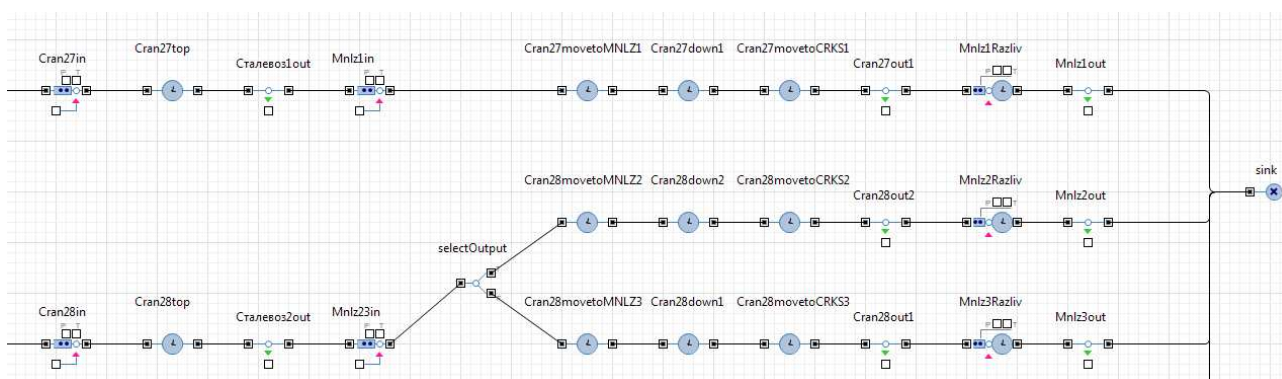 Cran27in
Cran27top
Сталевоз1out
Mnlz1in
Cran27movetoMNLZ1
Cran27down1
Cran27movetoCRKS1
Cran27out1
Mnlz1Razliv
Mnlz1out
sink
Cran28movetoMNLZ2
Cran28down2
Cran28movetoCRKS2
Cran28out2
Mnlz2Razliv
Mnlz2out
selectOutput
Cran28in
Cran28top
Сталевоз2out
Mnlz23in
Cran28movetoMNLZ3
Cran28down1
Cran28movetoCRKS3
Cran28out1
Mnlz3Razliv
Mnlz3out